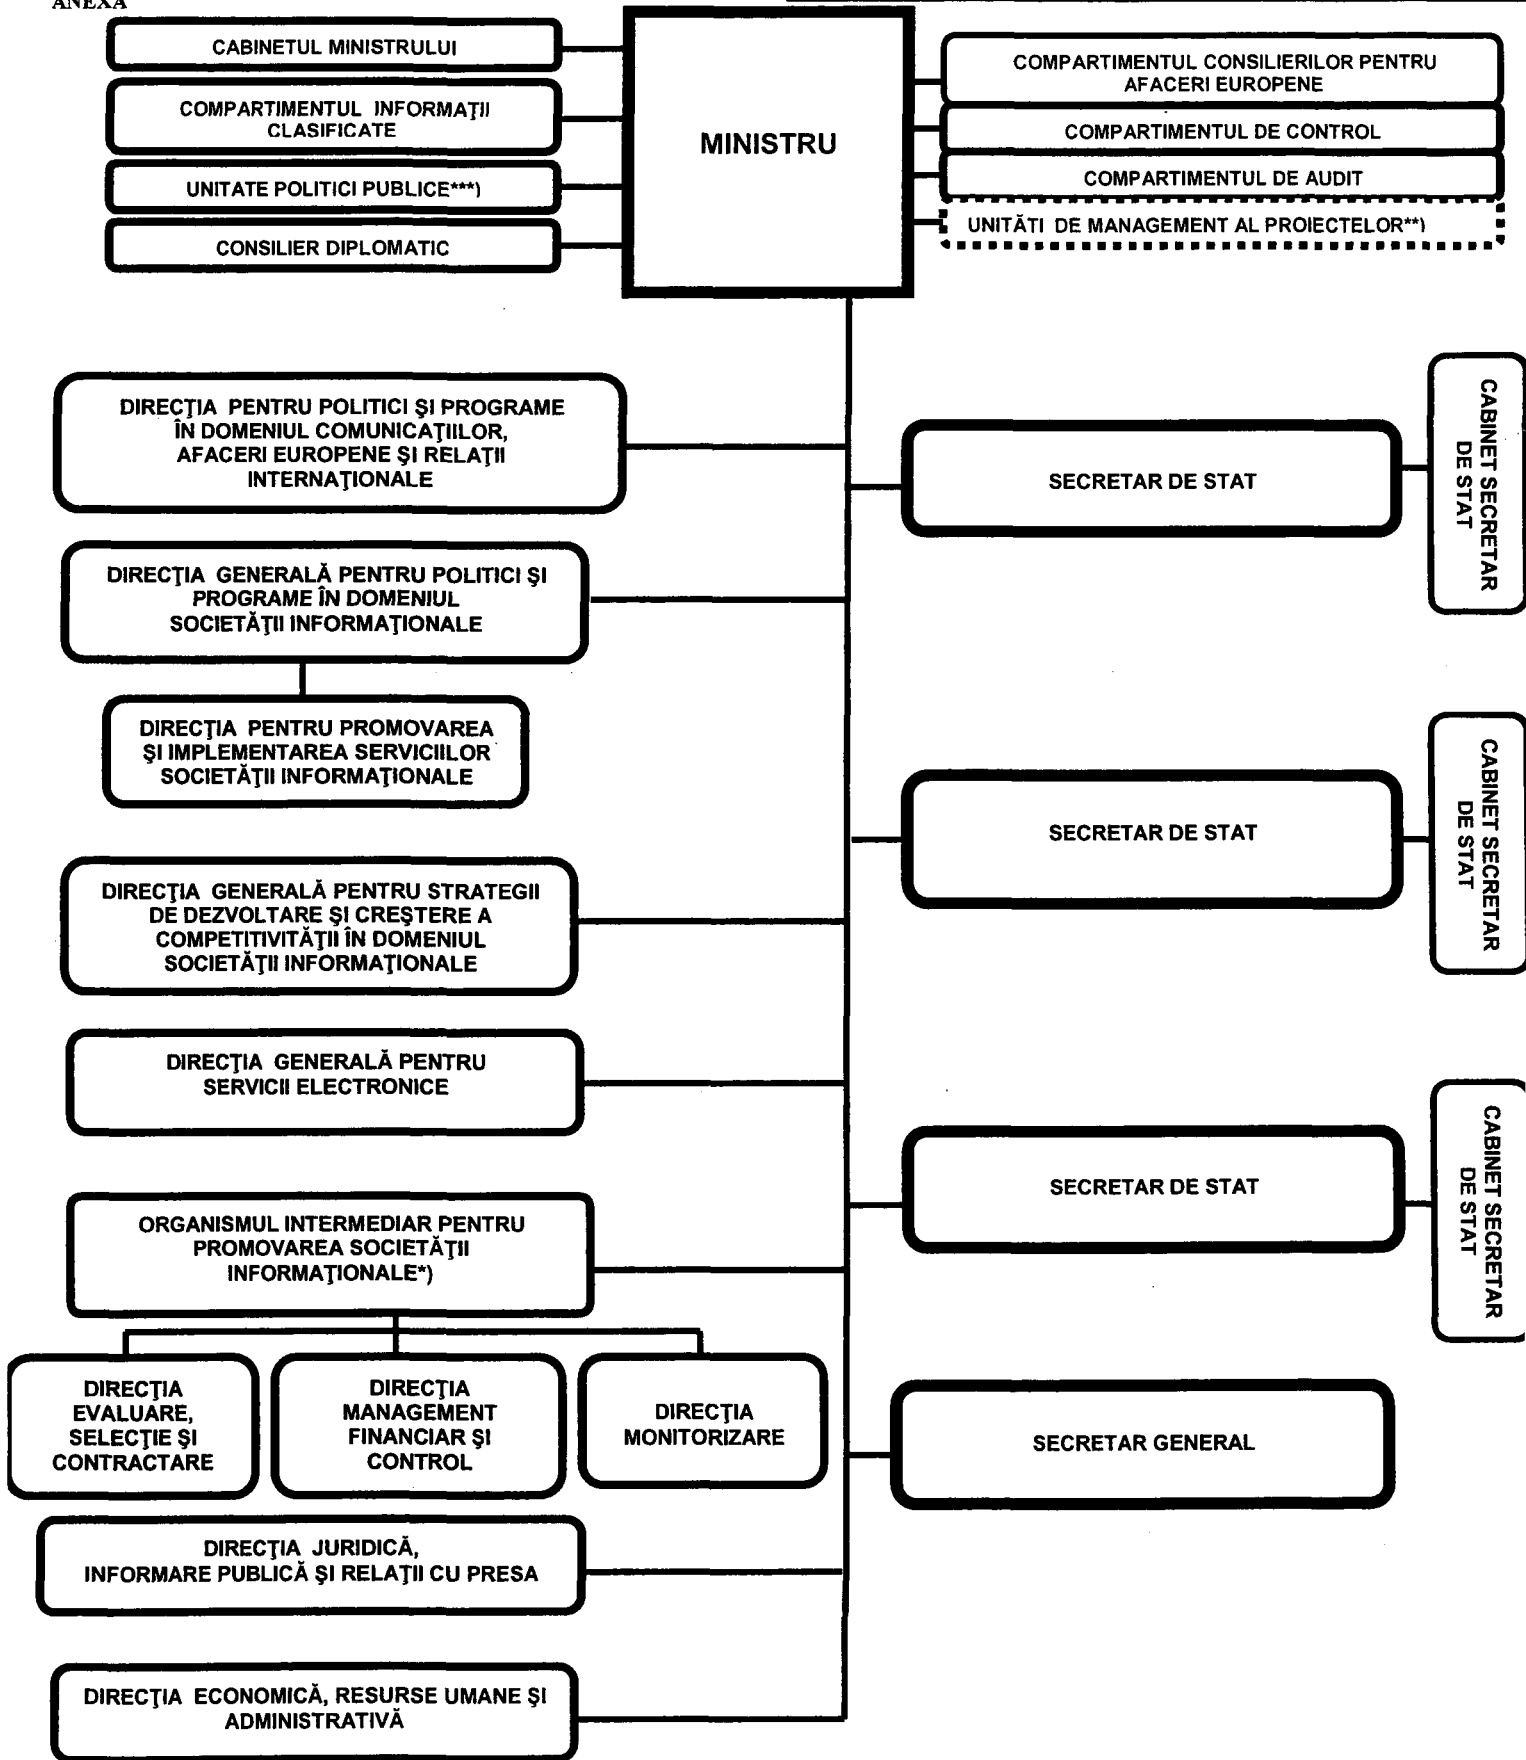 ANEXA
CABINETUL MINISTRULUI
COMPARTIMENTUL INFORMAŢII
CLASIFICATE
UNITATE POLITICI PUBLICE***)
CONSILIER DIPLOMATIC
MINISTRU
COMPARTIMENTUL CONSILIERILOR PENTRU
AFACERI EUROPENE
COMPARTIMENTUL DE CONTROL
COMPARTIMENTUL DE AUDIT
UNITĂTI DE MANAGEMENT AL PROIECTELOR**)
DIRECŢIA PENTRU POLITICI ŞI PROGRAME
ÎN DOMENIUL COMUNICAŢIILOR,
AFACERI EUROPENE ŞI RELAŢII
INTERNAŢIONALE
SECRETAR DE STAT
CABINET SECRETAR
DE STAT
DIRECŢIA GENERALĂ PENTRU POLITICI ŞI
PROGRAME ÎN DOMENIUL
SOCIETĂŢII INFORMAŢIONALE
DIRECŢIA PENTRU PROMOVAREA
ŞI IMPLEMENTAREA SERVICIILOR
SOCIETĂŢII INFORMAŢIONALE
SECRETAR DE STAT
CABINET SECRETAR
DE STAT
DIRECŢIA GENERALĂ PENTRU STRATEGII
DE DEZVOLTARE ŞI CREŞTERE A
COMPETITIVITĂŢII ÎN DOMENIUL
SOCIETĂŢII INFORMAŢIONALE
DIRECŢIA GENERALĂ PENTRU
SERVICII ELECTRONICE
SECRETAR DE STAT
CABINET SECRETAR
DE STAT
ORGANISMUL INTERMEDIAR PENTRU
PROMOVAREA SOCIETĂŢII
INFORMAŢIONALE*)
DIRECŢIA
EVALUARE,
SELECŢIE ŞI
CONTRACTARE
DIRECŢIA
MANAGEMENT
FINANCIAR ŞI
CONTROL
DIRECŢIA
MONITORIZARE
SECRETAR GENERAL
DIRECŢIA JURIDICĂ,
INFORMARE PUBLICĂ ŞI RELAŢII CU PRESA
DIRECŢIA ECONOMICĂ, RESURSE UMANE ŞI
ADMINISTRATIVĂ